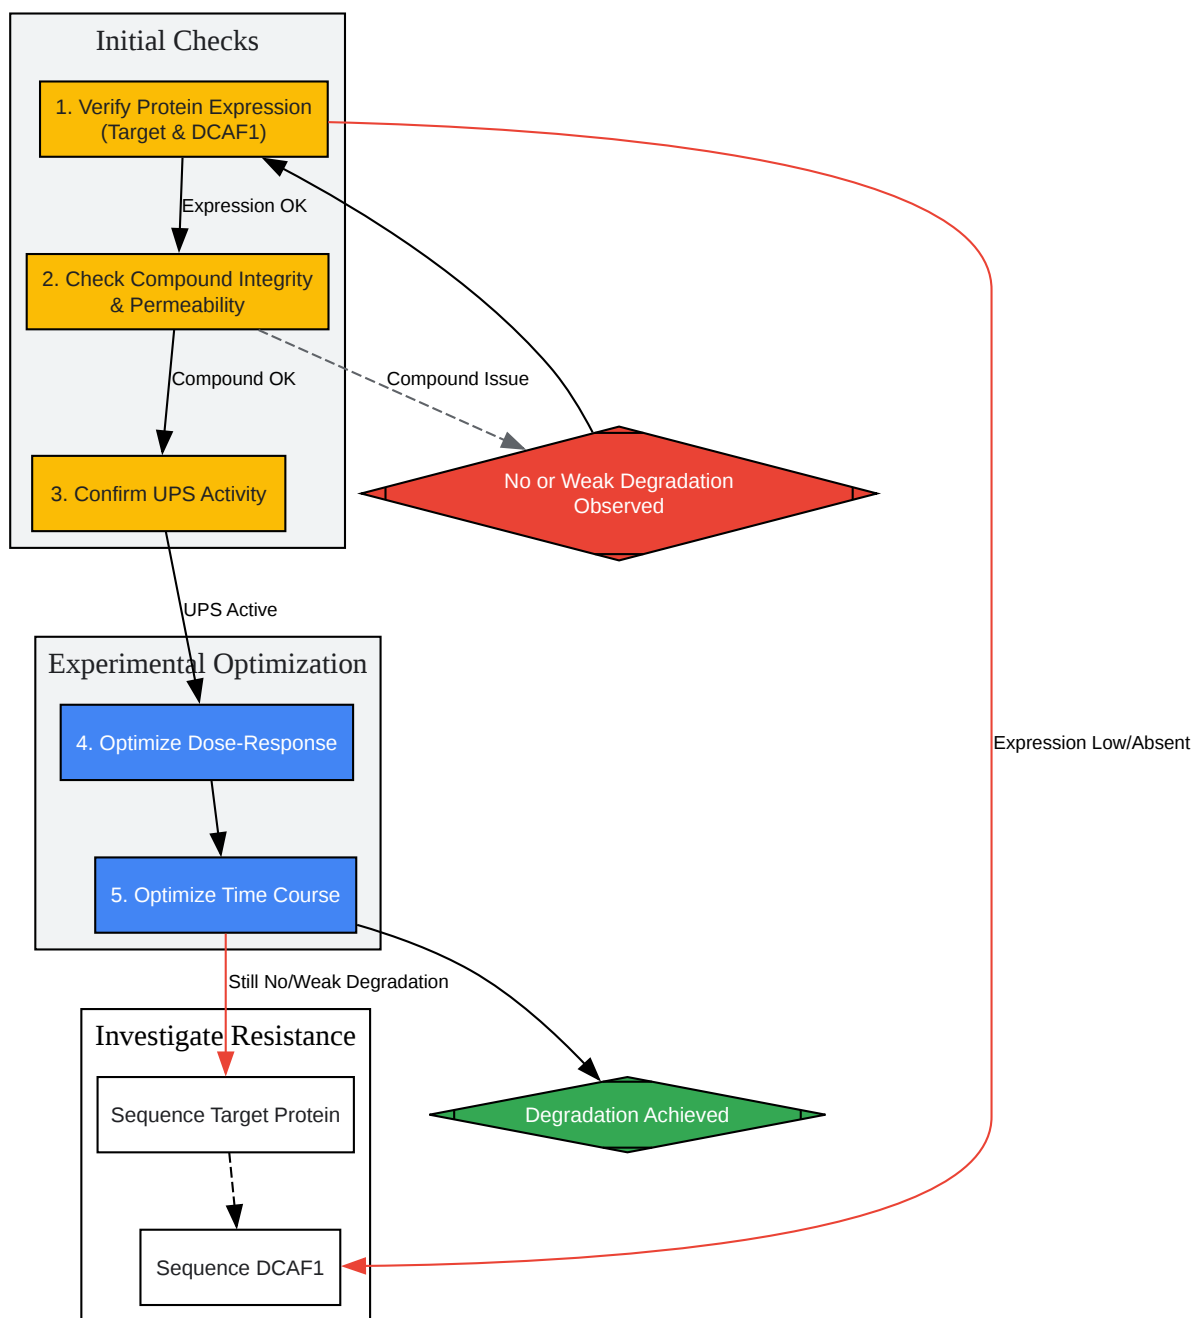 Initial Checks
1. Verify Protein Expression
(Target & DCAF1)
Expression OK
2. Check Compound Integrity
& Permeability
Compound OK
Compound Issue
3. Confirm UPS Activity
No or Weak Degradation
Observed
UPS Active
Experimental Optimization
4. Optimize Dose-Response
Expression Low/Absent
5. Optimize Time Course
Still No/Weak Degradation
Investigate Resistance
Sequence Target Protein
Degradation Achieved
Sequence DCAF1